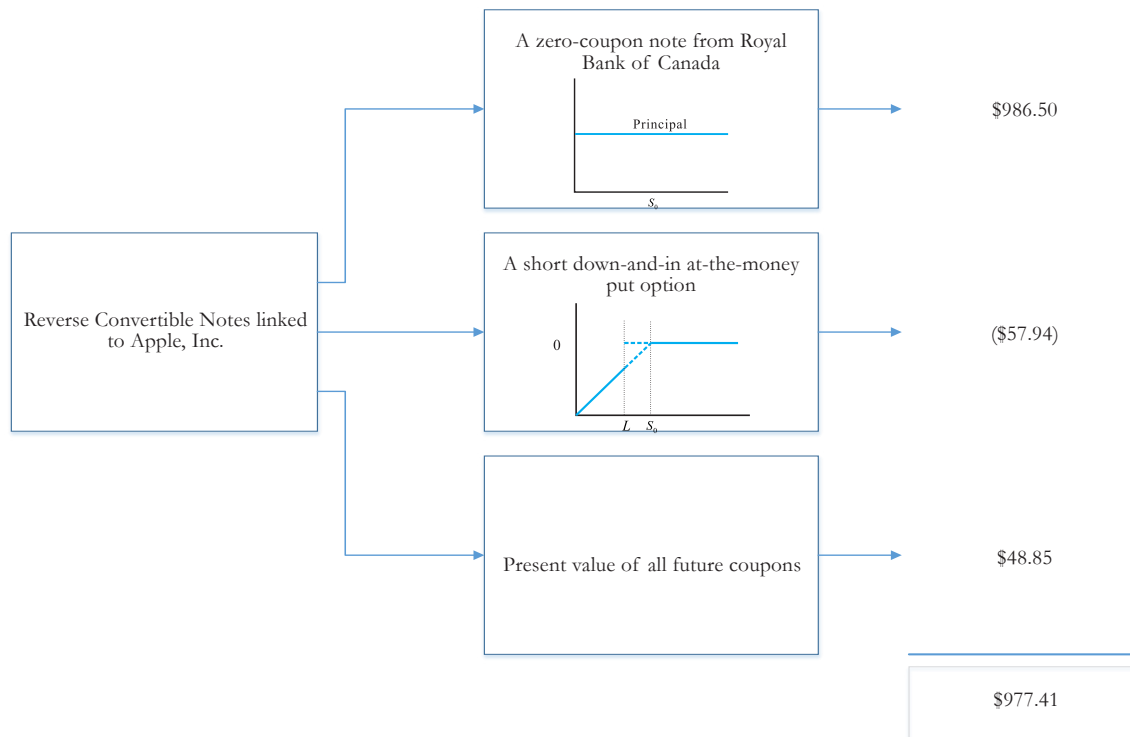 A zero-coupon note from Royal
Bank of Canada
Principal
S₀
$986.50
Reverse Convertible Notes linked
to Apple, Inc.
A short down-and-in at-the-money
put option
0
L S₀
($57.94)
Present value of all future coupons
$48.85
$977.41